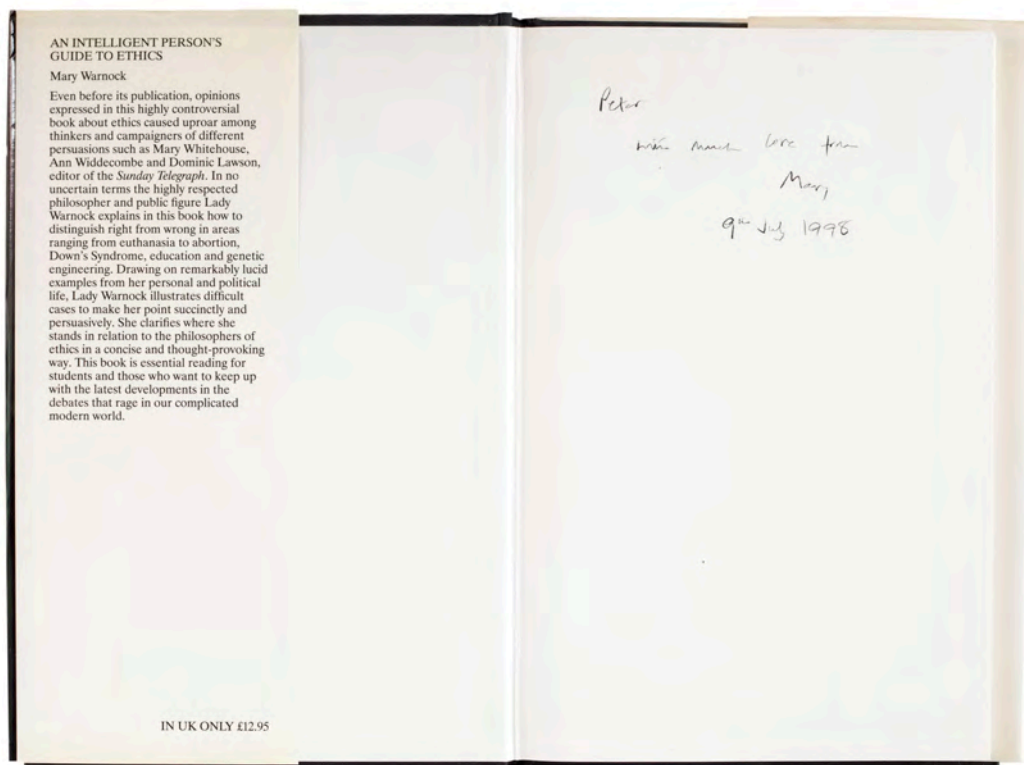 AN INTELLIGENT PERSON'S
GUIDE TO ETHICS
Mary Warnock
Even before its publication, opinions
expressed in this highly controversial
book about ethics caused uproar among
thinkers and campaigners of different
persuasions such as Mary Whitehouse,
Ann Widdecombe and Dominic Lawson,
editor of the Sunday Telegraph. In no
uncertain terms the highly respected
philosopher and public figure Lady
Warnock explains in this book how to
distinguish right from wrong in areas
ranging from euthanasia to abortion,
Down's Syndrome, education and genetic
engineering. Drawing on remarkably lucid
examples from her personal and political
life, Lady Warnock illustrates difficult
cases to make her point succinctly and
persuasively. She clarifies where she
stands in relation to the philosophers of
ethics in a concise and thought-provoking
way. This book is essential reading for
students and those who want to keep up
with the latest developments in the
debates that rage in our complicated
modern world.
IN UK ONLY £12.95
Peter
with much love from
Mary
9th July 1998